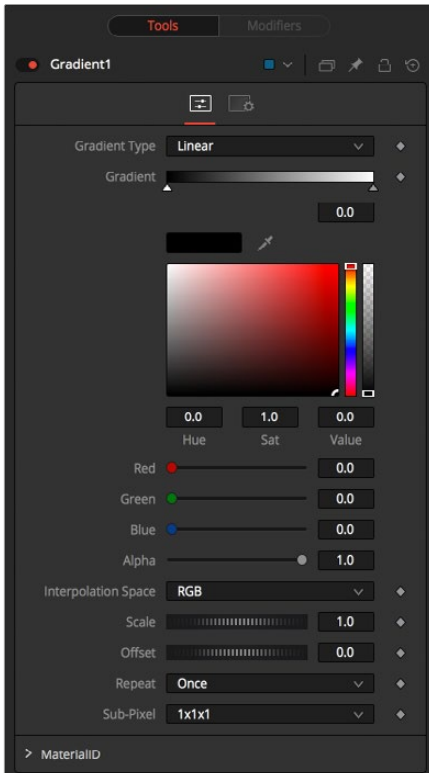 Tools Modifiers
Gradient1
Gradient Type Linear
Gradient
0.0
0.0 1.0 0.0
Hue Sat Value
Red 0.0
Green 0.0
Blue 0.0
Alpha 1.0
Interpolation Space RGB
Scale 1.0
Offset 0.0
Repeat Once
Sub-Pixel 1x1x1
> MaterialID